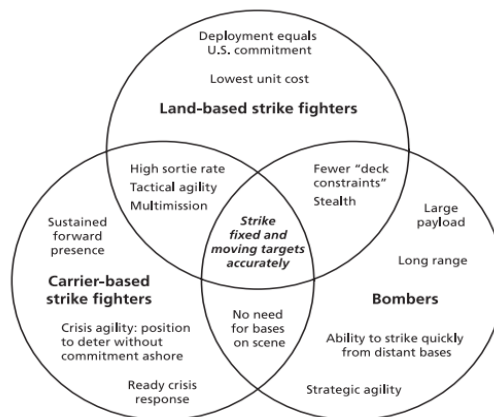 Deployment equals
U.S. commitment
Lowest unit cost
Land-based strike fighters
High sortie rate
Tactical agility
Multimission
Fewer “deck
constraints”
Stealth
Strike
fixed and
moving targets
accurately
Sustained
forward
presence
Carrier-based
strike fighters
Crisis agility: position
to deter without
commitment ashore
Ready crisis
response
No need
for bases
on scene
Large
payload
Long range
Bombers
Ability to strike quickly
from distant bases
Strategic agility